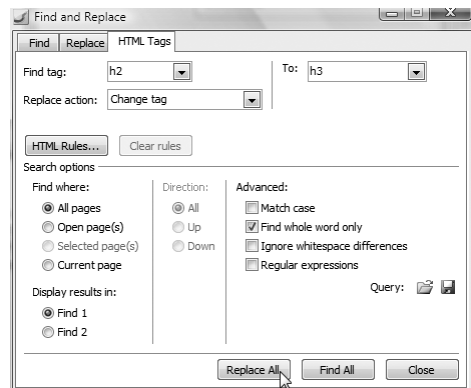 Find and Replace
Find Replace HTML Tags
Find tag: h2 To: h3
Replace action: Change tag
HTML Rules... Clear rules
Search options
Find where: Direction: Advanced:
All pages All Match case
Open page(s) Up Find whole word only
Selected page(s) Down Ignore whitespace differences
Current page Regular expressions
Query:
Display results in:
Find 1
Find 2
Replace All Find All Close